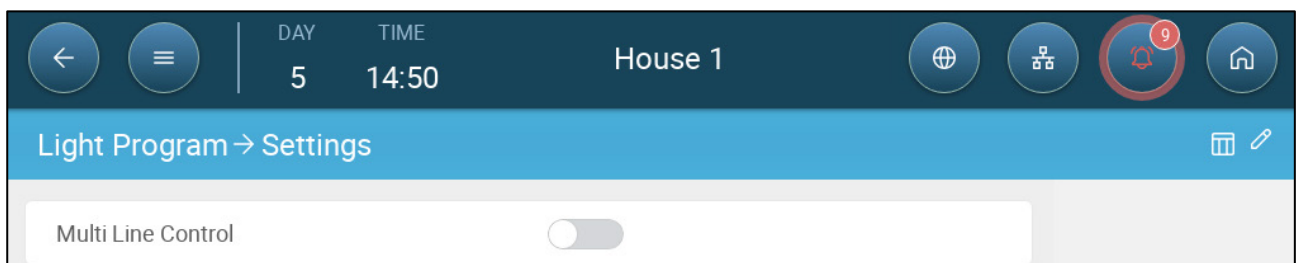 DAY TIME
5 14:50 House 1 9
Light Program → Settings
Multi Line Control